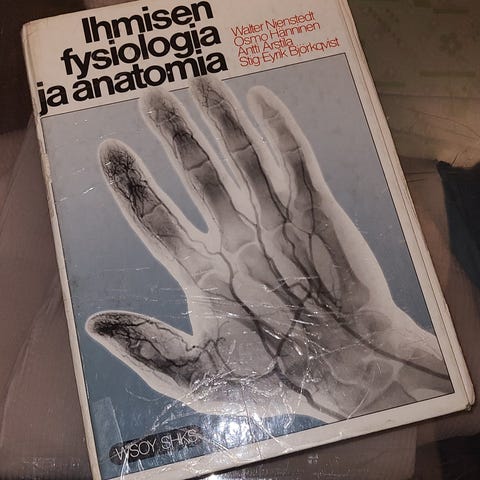 Ihmisen
fysiologia
ja anatomia
Walter Nienstedt
Osmo Hänninen
Antti Arstila
Stig-Eyrik Björkqvist
WSOY SHKS